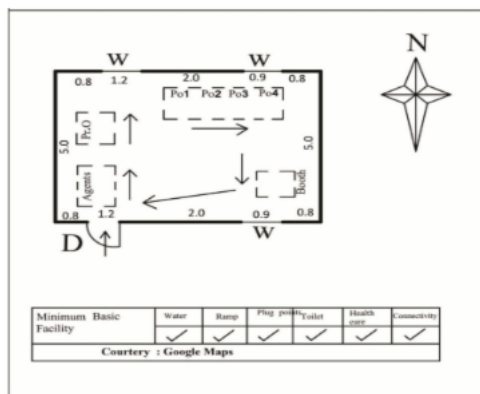 W W
N
0.8 1.2 2.0 0.9 0.8
Po1 Po2 Po3 Po4
Pr.O
5.0 5.0
Agents
Booth
0.8 1.2 2.0 0.9 0.8
D W
Minimum Basic Facility Water Ramp Plug points Toilet Health care Connectivity
Courtery : Google Maps